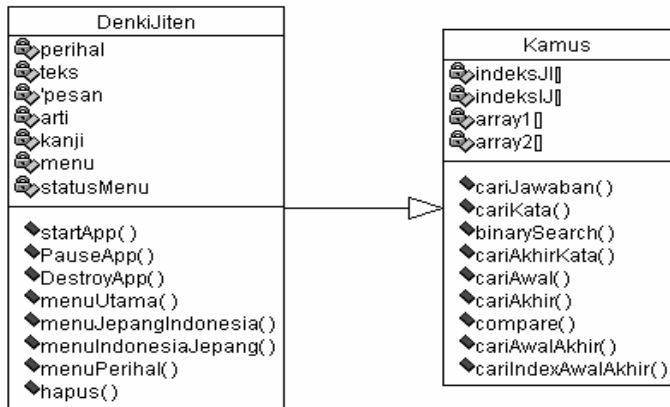 DenkiJiten
perihal
teks
'pesan
arti
kanji
menu
statusMenu
startApp()
PauseApp()
DestroyApp()
menuUtama()
menuJepangIndonesia()
menuIndonesiaJepang()
menuPerihal()
hapus()
Kamus
indeksJI[]
indeksIJ[]
array1[]
array2[]
cariJawaban()
cariKata()
binarySearch()
cariAkhirKata()
cariAwal()
cariAkhir()
compare()
cariAwalAkhir()
cariIndexAwalAkhir()